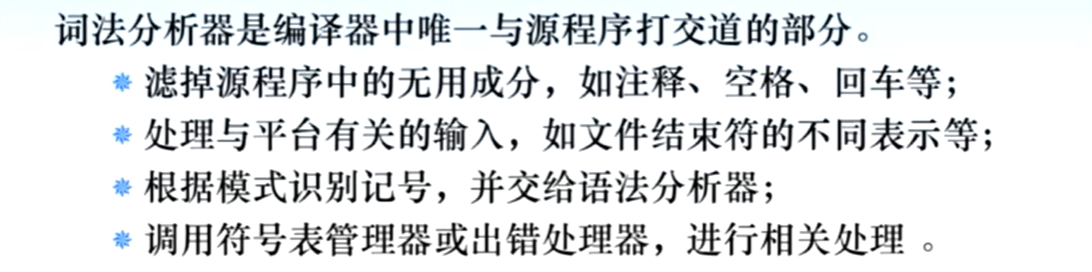 词法分析器是编译器中唯一与源程序打交道的部分。
滤掉源程序中的无用成分，如注释、空格、回车等；
处理与平台有关的输入，如文件结束符的不同表示等；
根据模式识别记号，并交给语法分析器；
调用符号表管理器或出错处理器，进行相关处理 。